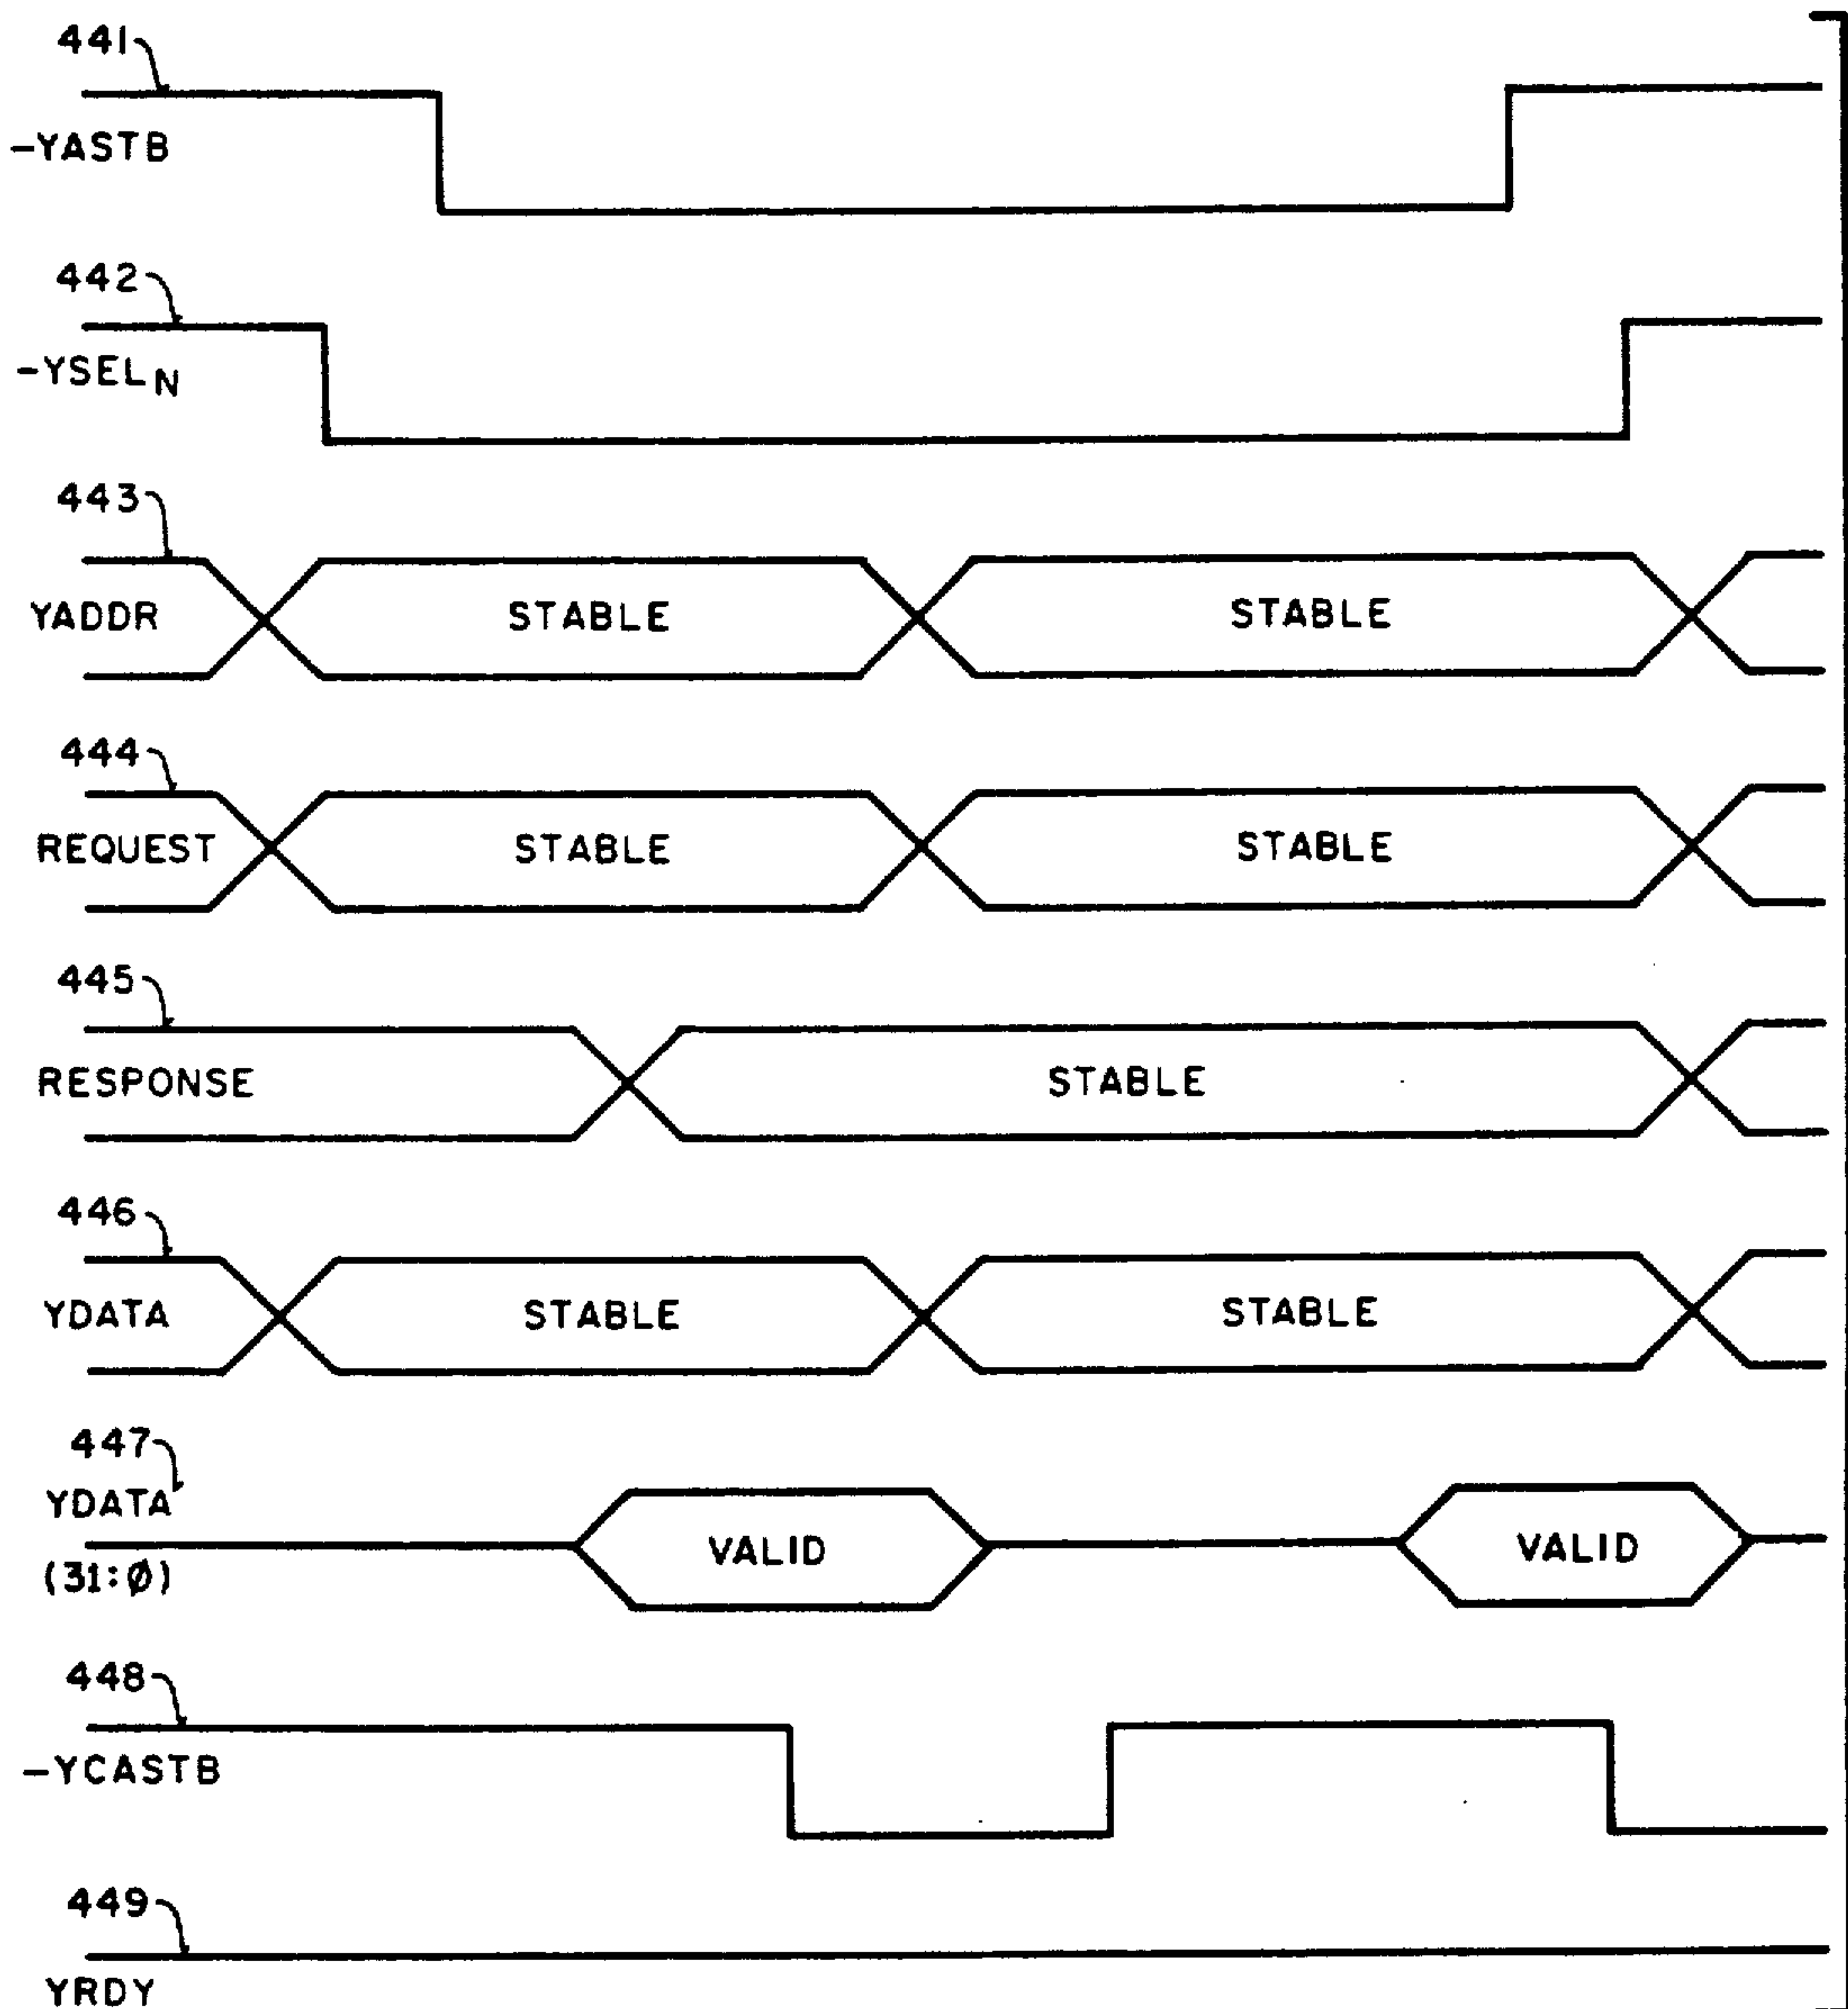 441
-YASTB
442
-YSELN
443
YADDR STABLE STABLE
444
REQUEST STABLE STABLE
445
RESPONSE STABLE
446
YDATA STABLE STABLE
447
YDATA
VALID VALID
(31:Ø)
448
-YCASTB
449
YRDY